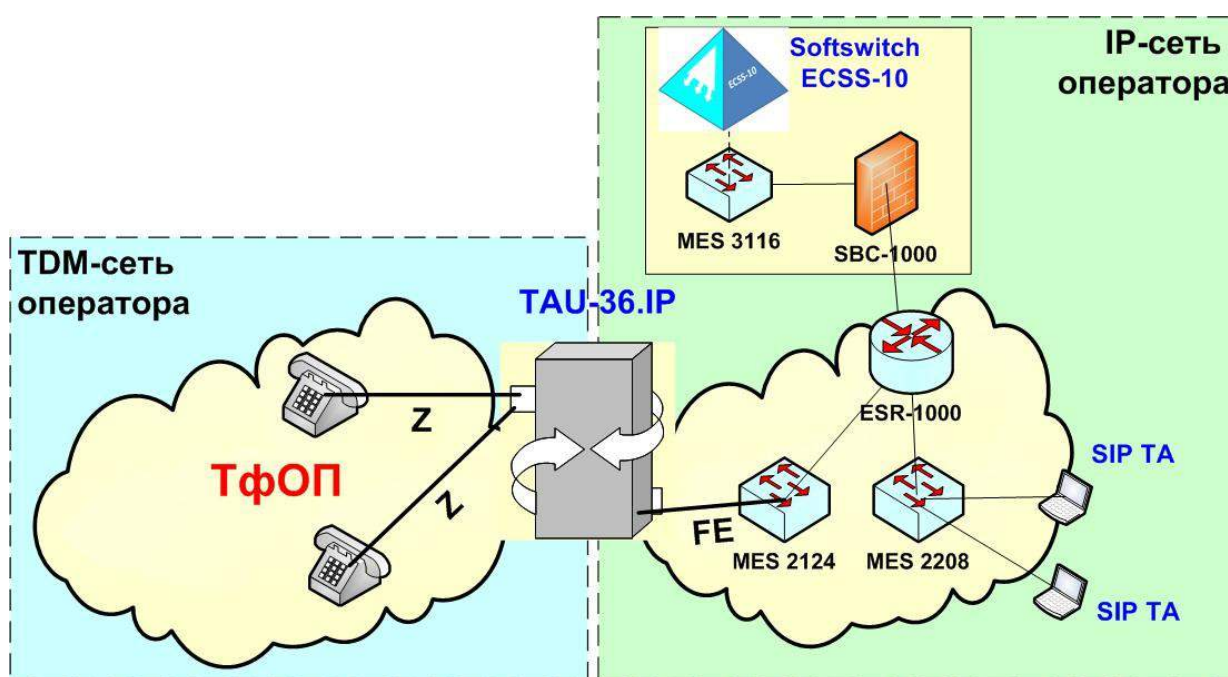 Softswitch
ECSS-10
ECSS-10
IP-сеть
оператора
MES 3116
SBC-1000
TDM-сеть
оператора
TAU-36.IP
Z
ТфОП
Z
ESR-1000
SIP TA
FE
MES 2124
MES 2208
SIP TA